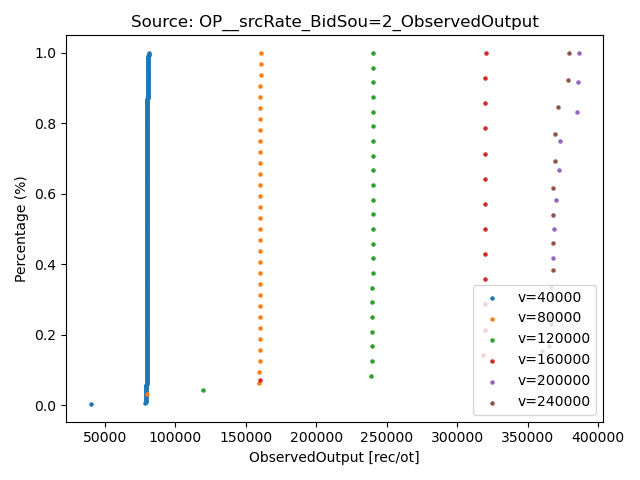 Source: OP__srcRate_BidSou=2_ObservedOutput
1.0
0.8
0.6
0.4
0.2
0.0
Percentage (%)
v=40000
v=80000
v=120000
v=160000
v=200000
v=240000
50000 100000 150000 200000 250000 300000 350000 400000
ObservedOutput [rec/ot]